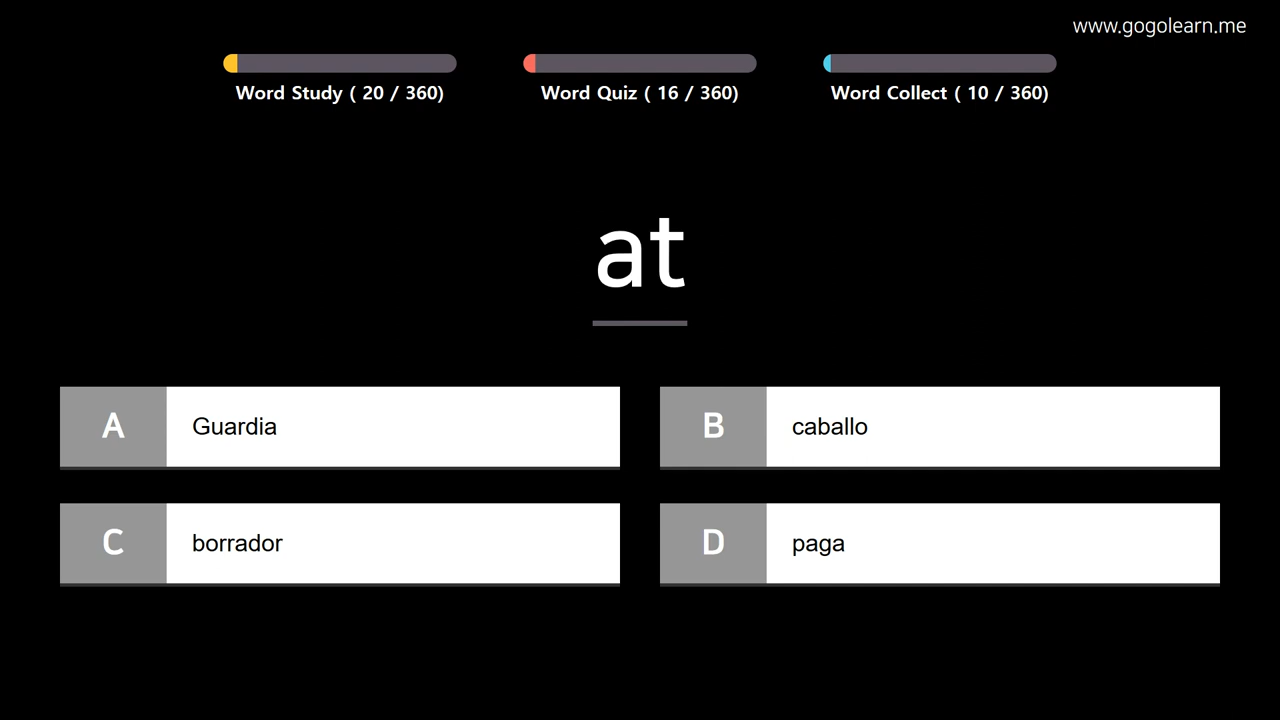 www.gogolearn.me
Word Study ( 20 / 360)
Word Quiz ( 16 / 360)
Word Collect ( 10 / 360)
at
A Guardia
B caballo
C borrador
D paga